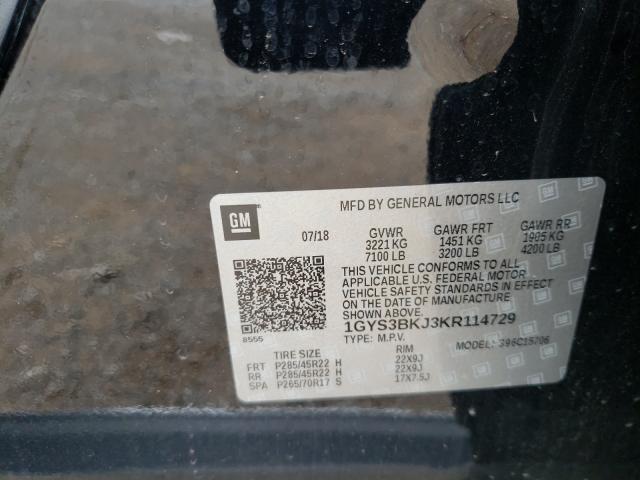 GM
MFD BY GENERAL MOTORS LLC
07/18 GVWR GAWR FRT GAWR RR
3221 KG 1451 KG 1905 KG
7100 LB 3200 LB 4200 LB
THIS VEHICLE CONFORMS TO ALL
APPLICABLE U.S. FEDERAL MOTOR
VEHICLE SAFETY STANDARDS IN EFFECT
ON THE DATE OF MANUFACTURE
SHOWN ABOVE.
8555 1GYS3BKJ3KR114729
TYPE: M.P.V. MODEL: S96C15706
TIRE SIZE RIM
FRT P285/45R22 H 22X9J
RR P285/45R22 H 22X9J
SPA P265/70R17 S 17X7.5J